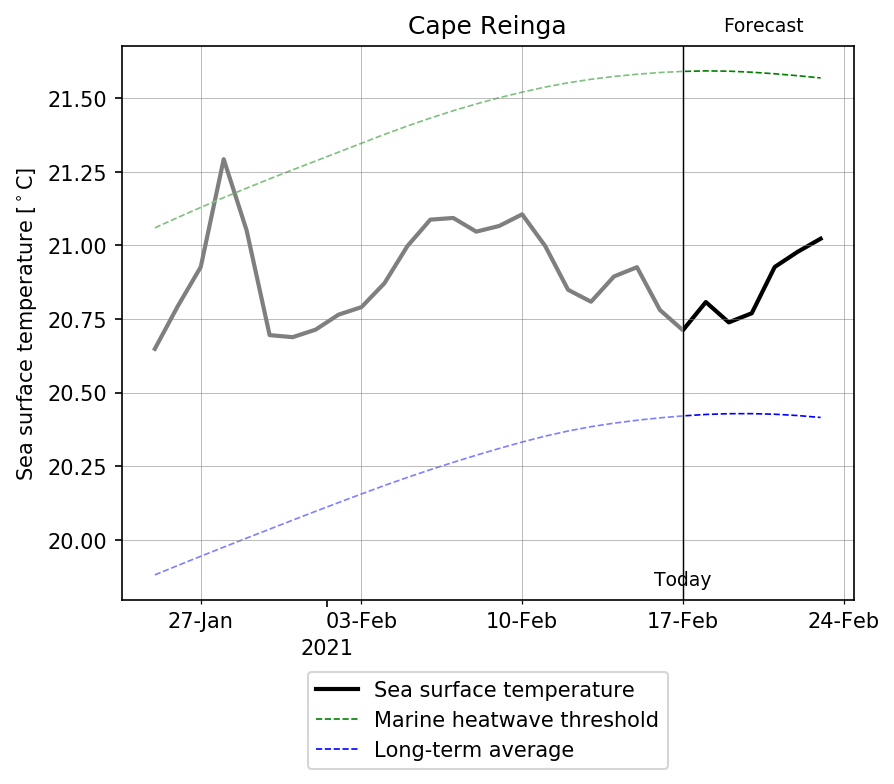 Cape Reinga
Forecast
Sea surface temperature [°C]
21.50
21.25
21.00
20.75
20.50
20.25
20.00
Today
27-Jan 03-Feb 10-Feb 17-Feb 24-Feb
2021
Sea surface temperature
Marine heatwave threshold
Long-term average